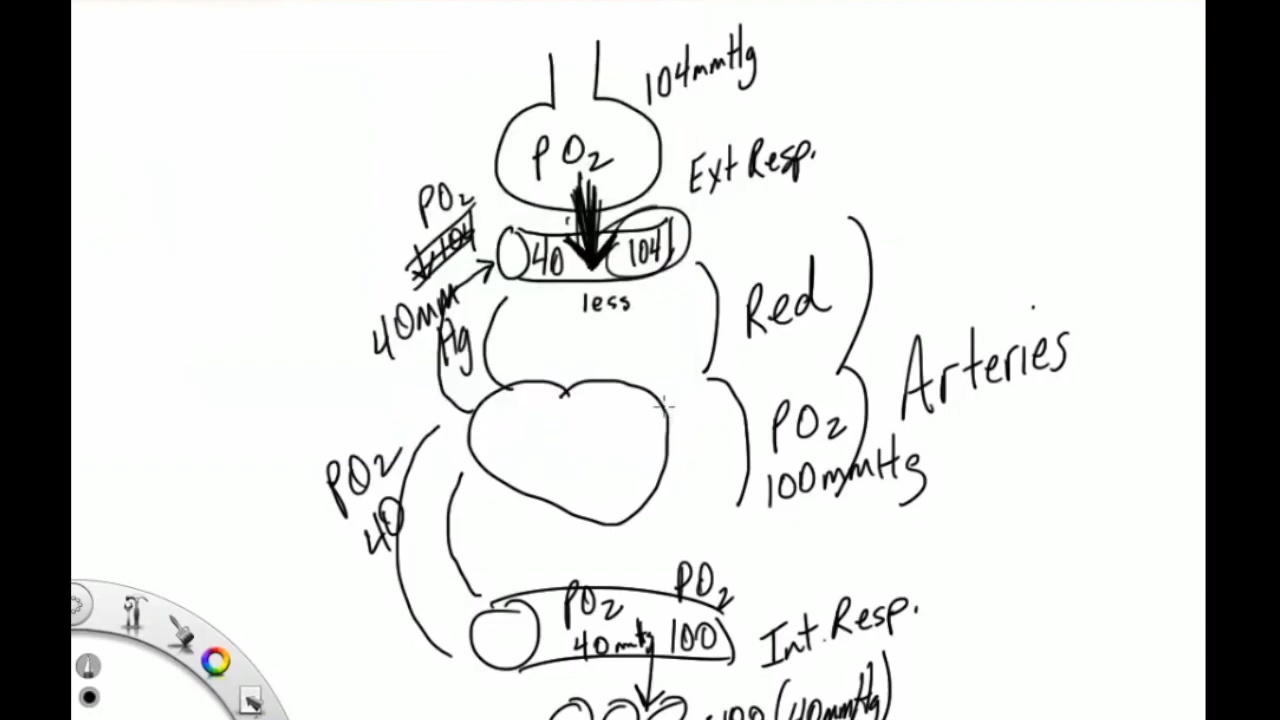 104mmHg
PO2
Ext Resp.
PO2
40 104
40mm
Hg
less
Red
Arteries
PO2
100mmHg
PO2
40
PO2 PO2
40mmHg 100
Int. Resp.
(40mmHg)